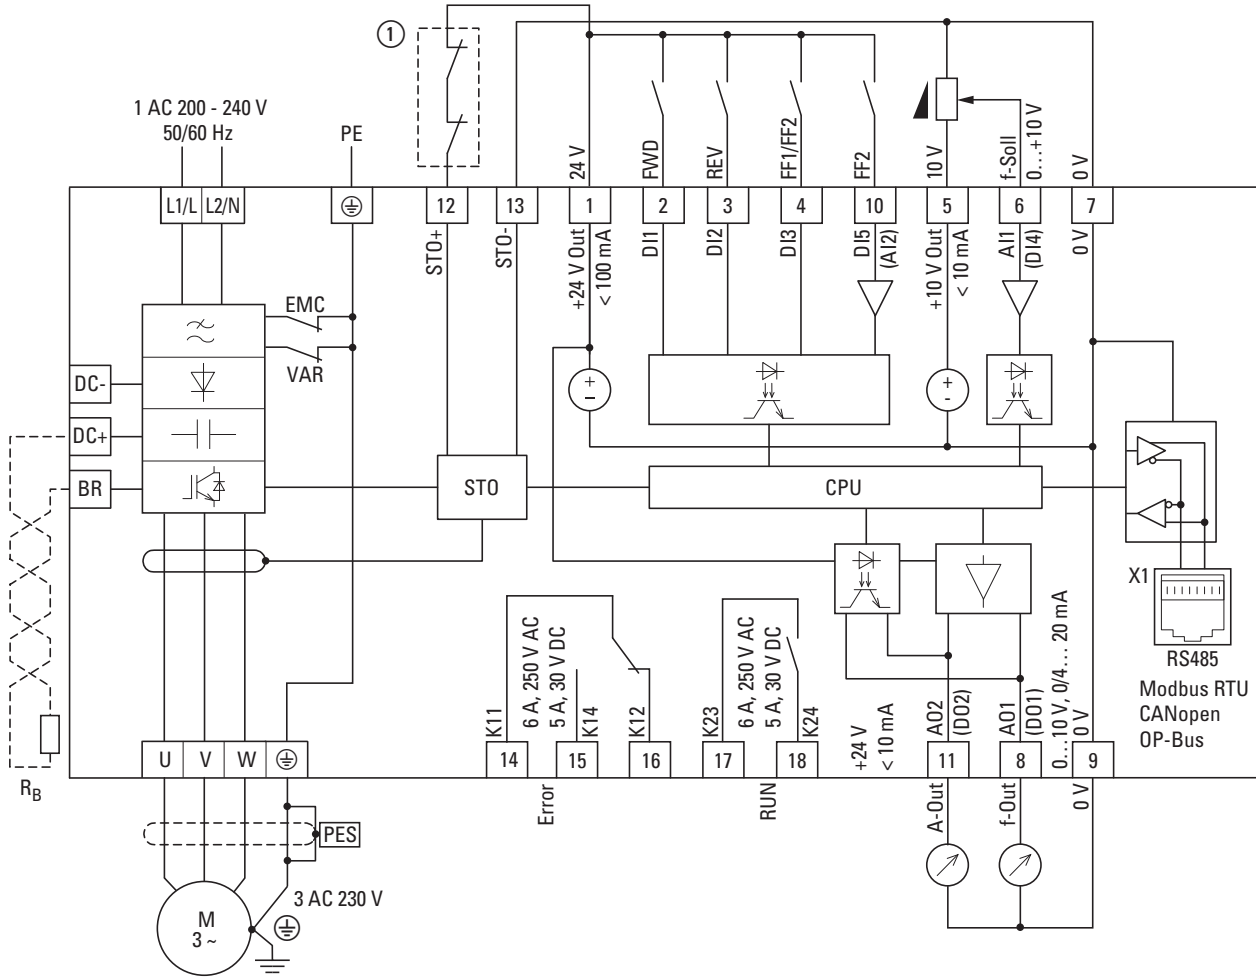 1
1 AC 200 - 240 V
50/60 Hz
PE
24 V
FWD
REV
FF1/FF2
FF2
10 V
f-Soll
0…+10 V
0 V
L1/L
L2/N
12
13
1
2
3
4
10
5
6
7
STO+
STO-
+24 V Out
< 100 mA
DI1
DI2
DI3
DI5
(AI2)
+10 V Out
< 10 mA
AI1
(DI4)
0 V
EMC
VAR
DC-
DC+
BR
+
−
+
-
STO
CPU
X1
RS485
Modbus RTU
CANopen
OP-Bus
K11
6 A, 250 V AC
5 A, 30 V DC
K14
K12
K23
6 A, 250 V AC
5 A, 30 V DC
K24
+24 V
< 10 mA
AO2
(DO2)
AO1
(DO1)
0…10 V, 0/4… 20 mA
0 V
U
V
W
14
15
16
17
18
11
8
9
RB
Error
RUN
A-Out
f-Out
0 V
PES
3 AC 230 V
M
3 ~